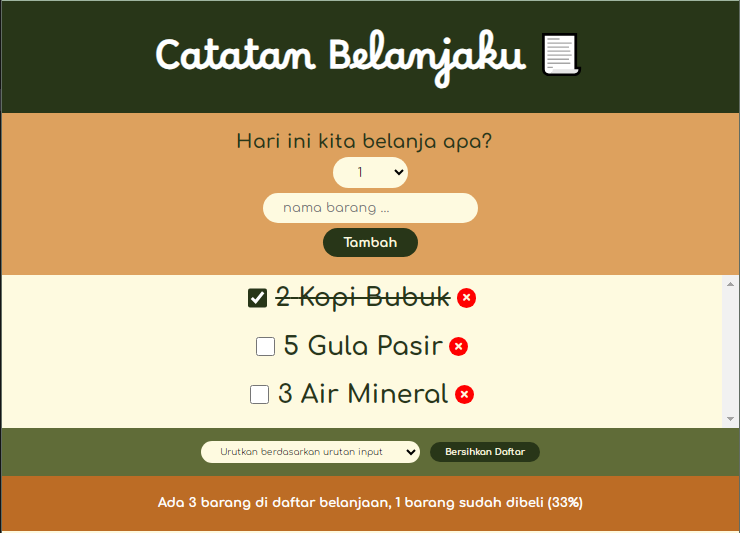 Catatan Belanjaku
Hari ini kita belanja apa?
1
nama barang ...
Tambah
2 Kopi Bubuk
5 Gula Pasir
3 Air Mineral
Urutkan berdasarkan urutan input
Bersihkan Daftar
Ada 3 barang di daftar belanjaan, 1 barang sudah dibeli (33%)